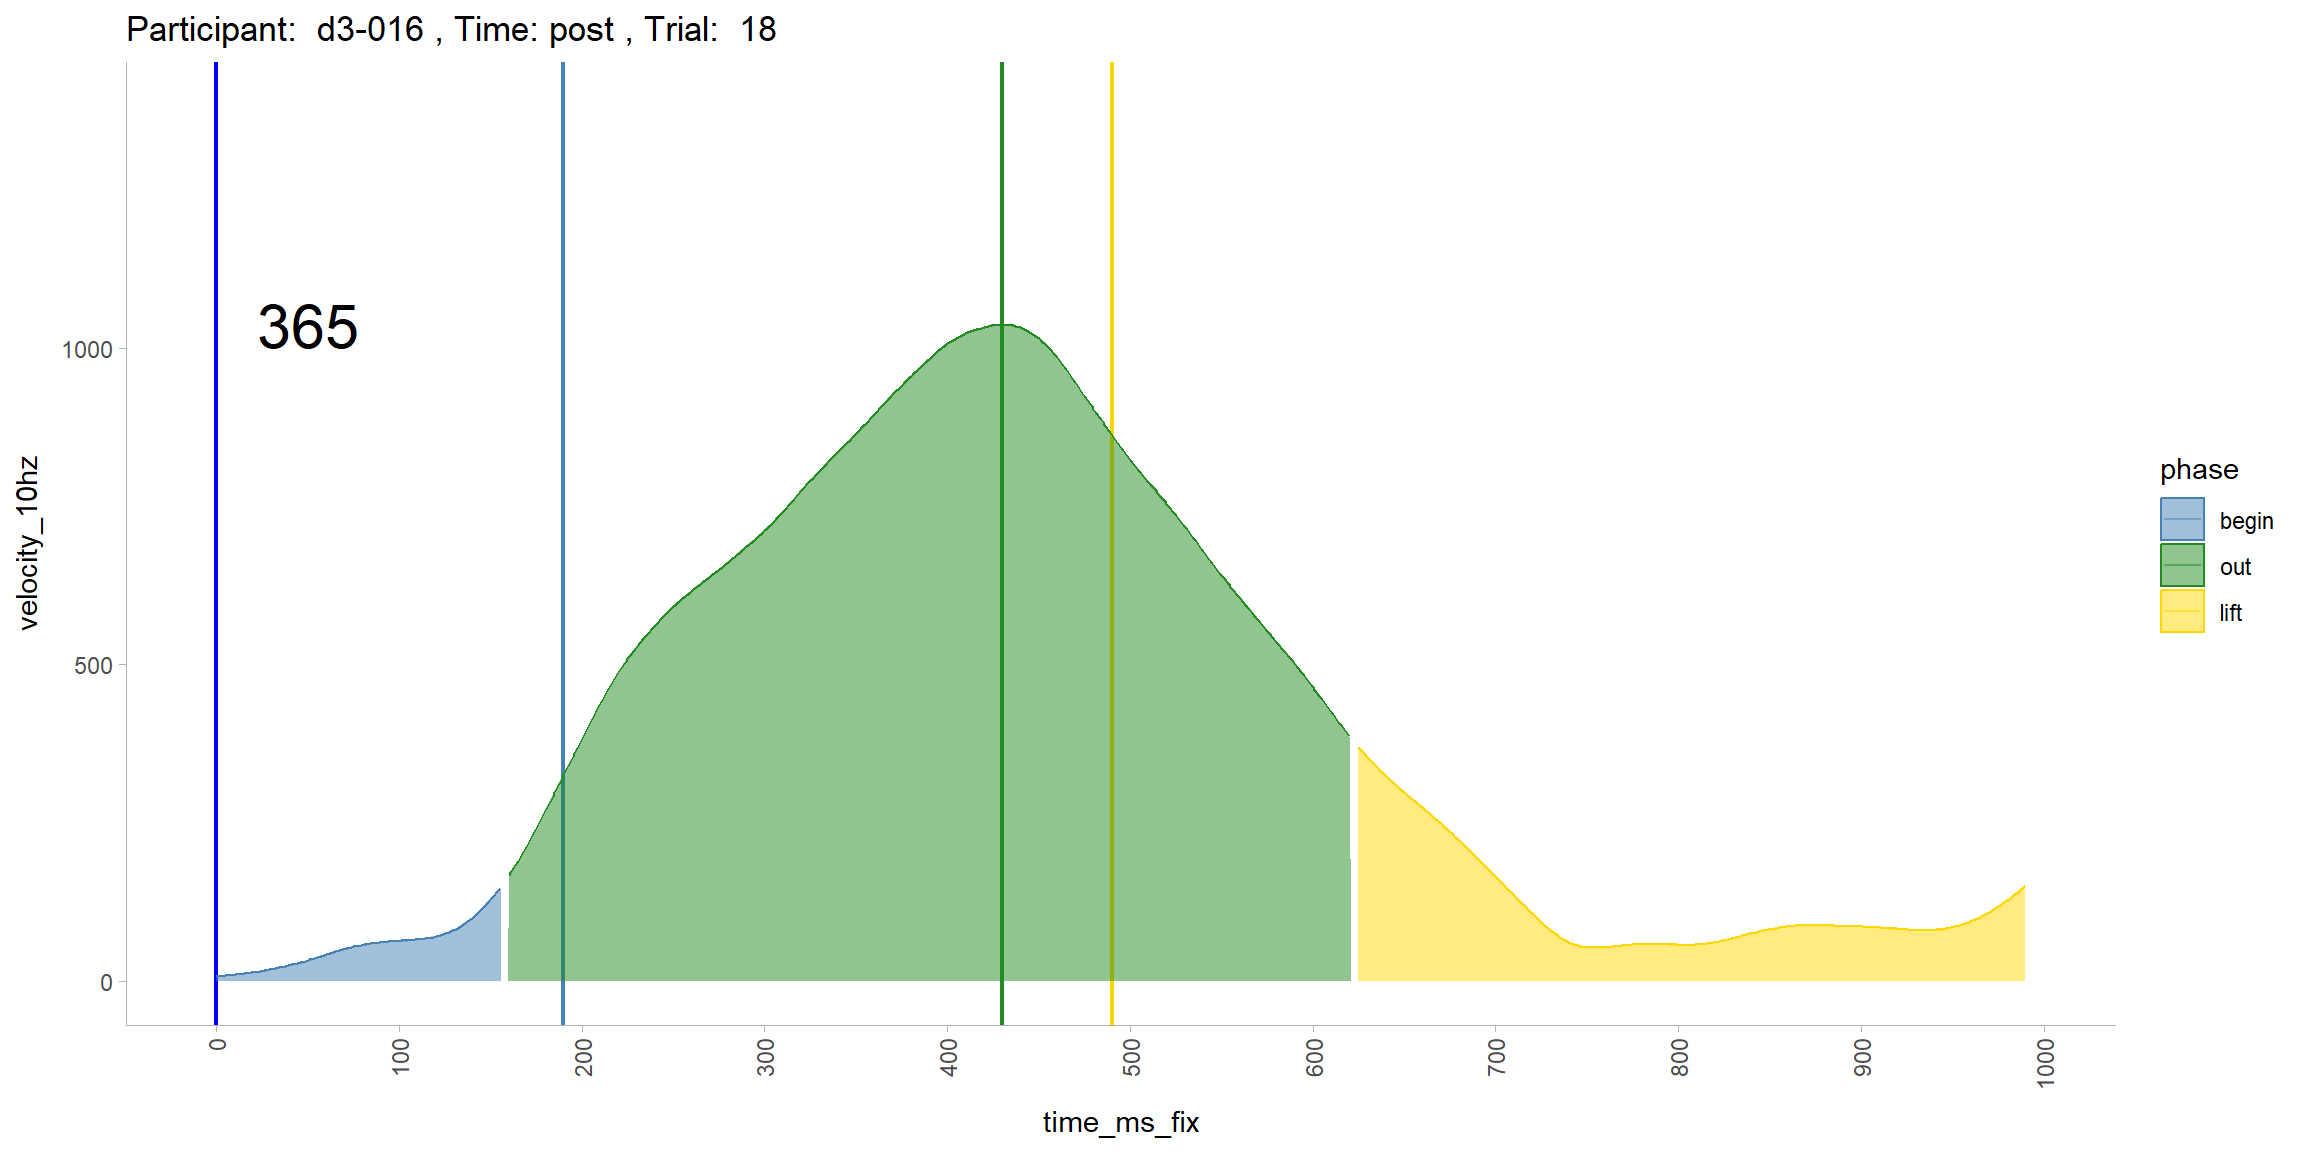 Participant:  d3-016 , Time: post , Trial:  18
365
1000
500
0
velocity_10hz
0
100
200
300
400
500
600
700
800
900
1000
time_ms_fix
phase
begin
out
lift